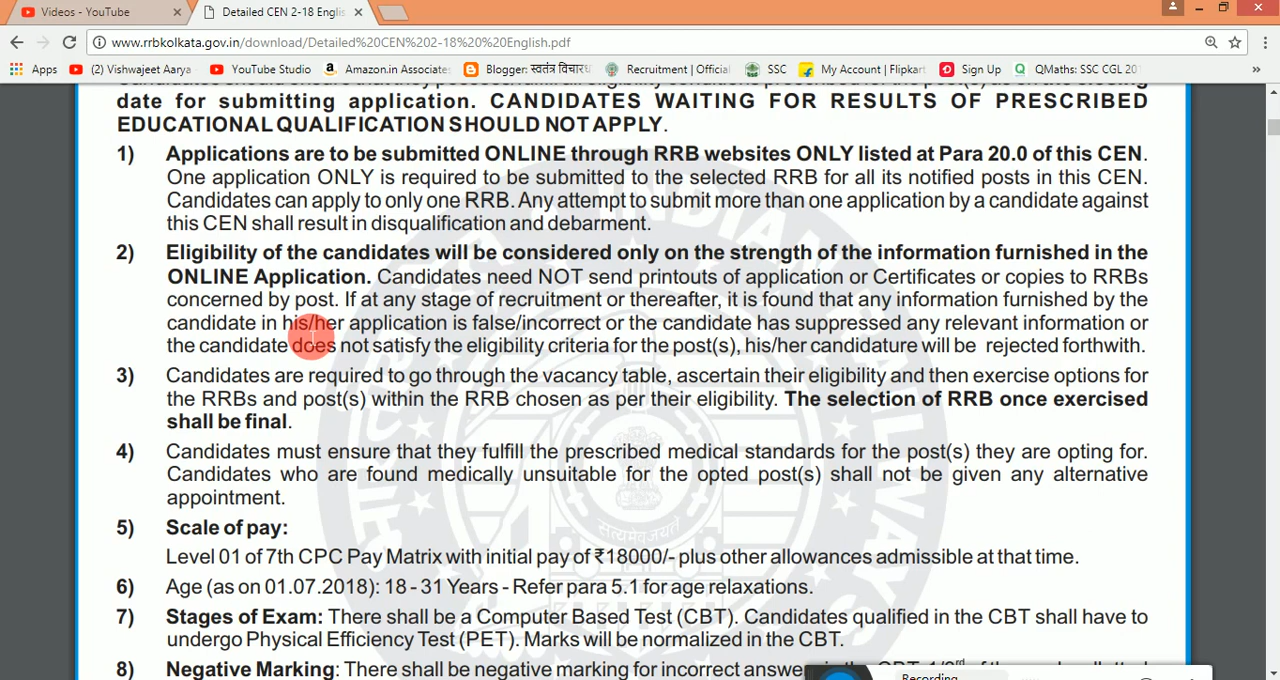 Videos - YouTube
Detailed CEN 2-18 Englis
www.rrbkolkata.gov.in/download/Detailed%20CEN%202-18%20%20English.pdf
Apps (2) Vishwajeet Aarya YouTube Studio Amazon.in Associate Blogger: स्वतंत्र विचार Recruitment | Official SSC My Account | Flipkart Sign Up QMaths: SSC CGL 20 »
date for submitting application. CANDIDATES WAITING FOR RESULTS OF PRESCRIBED
EDUCATIONAL QUALIFICATION SHOULD NOT APPLY.
1) Applications are to be submitted ONLINE through RRB websites ONLY listed at Para 20.0 of this CEN.
One application ONLY is required to be submitted to the selected RRB for all its notified posts in this CEN.
Candidates can apply to only one RRB. Any attempt to submit more than one application by a candidate against
this CEN shall result in disqualification and debarment.
2) Eligibility of the candidates will be considered only on the strength of the information furnished in the
ONLINE Application. Candidates need NOT send printouts of application or Certificates or copies to RRBs
concerned by post. If at any stage of recruitment or thereafter, it is found that any information furnished by the
candidate in his/her application is false/incorrect or the candidate has suppressed any relevant information or
the candidate does not satisfy the eligibility criteria for the post(s), his/her candidature will be rejected forthwith.
3) Candidates are required to go through the vacancy table, ascertain their eligibility and then exercise options for
the RRBs and post(s) within the RRB chosen as per their eligibility. The selection of RRB once exercised
shall be final.
4) Candidates must ensure that they fulfill the prescribed medical standards for the post(s) they are opting for.
Candidates who are found medically unsuitable for the opted post(s) shall not be given any alternative
appointment.
5) Scale of pay:
Level 01 of 7th CPC Pay Matrix with initial pay of ₹18000/- plus other allowances admissible at that time.
6) Age (as on 01.07.2018): 18 - 31 Years - Refer para 5.1 for age relaxations.
7) Stages of Exam: There shall be a Computer Based Test (CBT). Candidates qualified in the CBT shall have to
undergo Physical Efficiency Test (PET). Marks will be normalized in the CBT.
8) Negative Marking: There shall be negative marking for incorrect answe
Recording
INDIAN RAILWAYS
सत्यमेव जयते